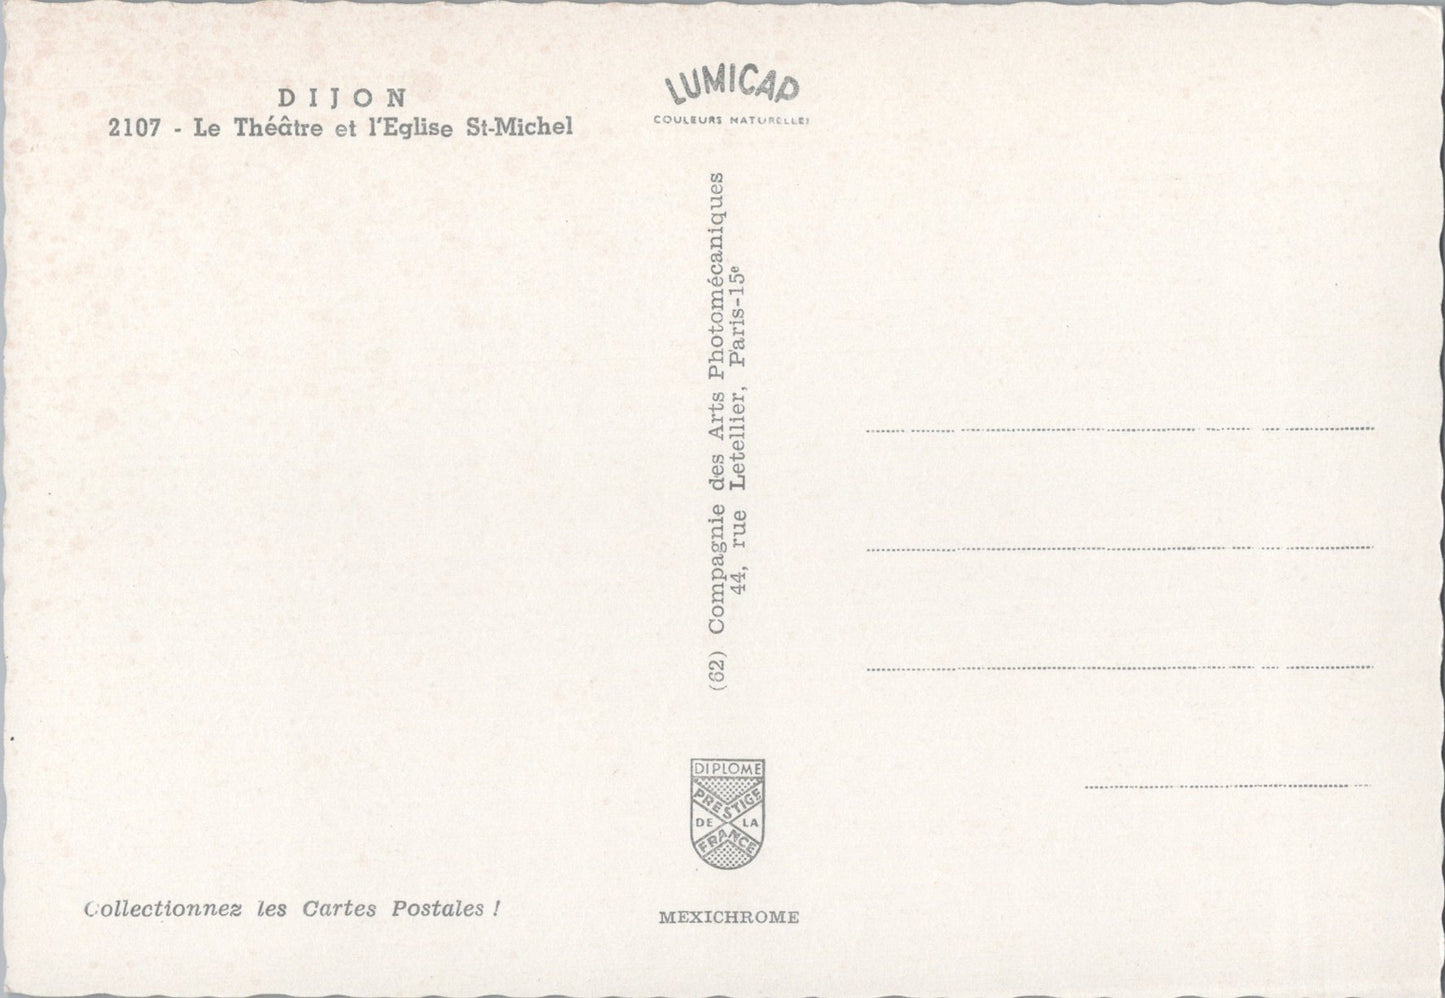 DIJON
2107 - Le Théâtre et l'Eglise St-Michel
LUMICAP
COULEURS NATURELLES
(62) Compagnie des Arts Photomécaniques
44, rue Letellier, Paris-15e
DIPLOME
PRESTIGE
DE LA
FRANCE
Collectionnez les Cartes Postales !
MEXICHROME